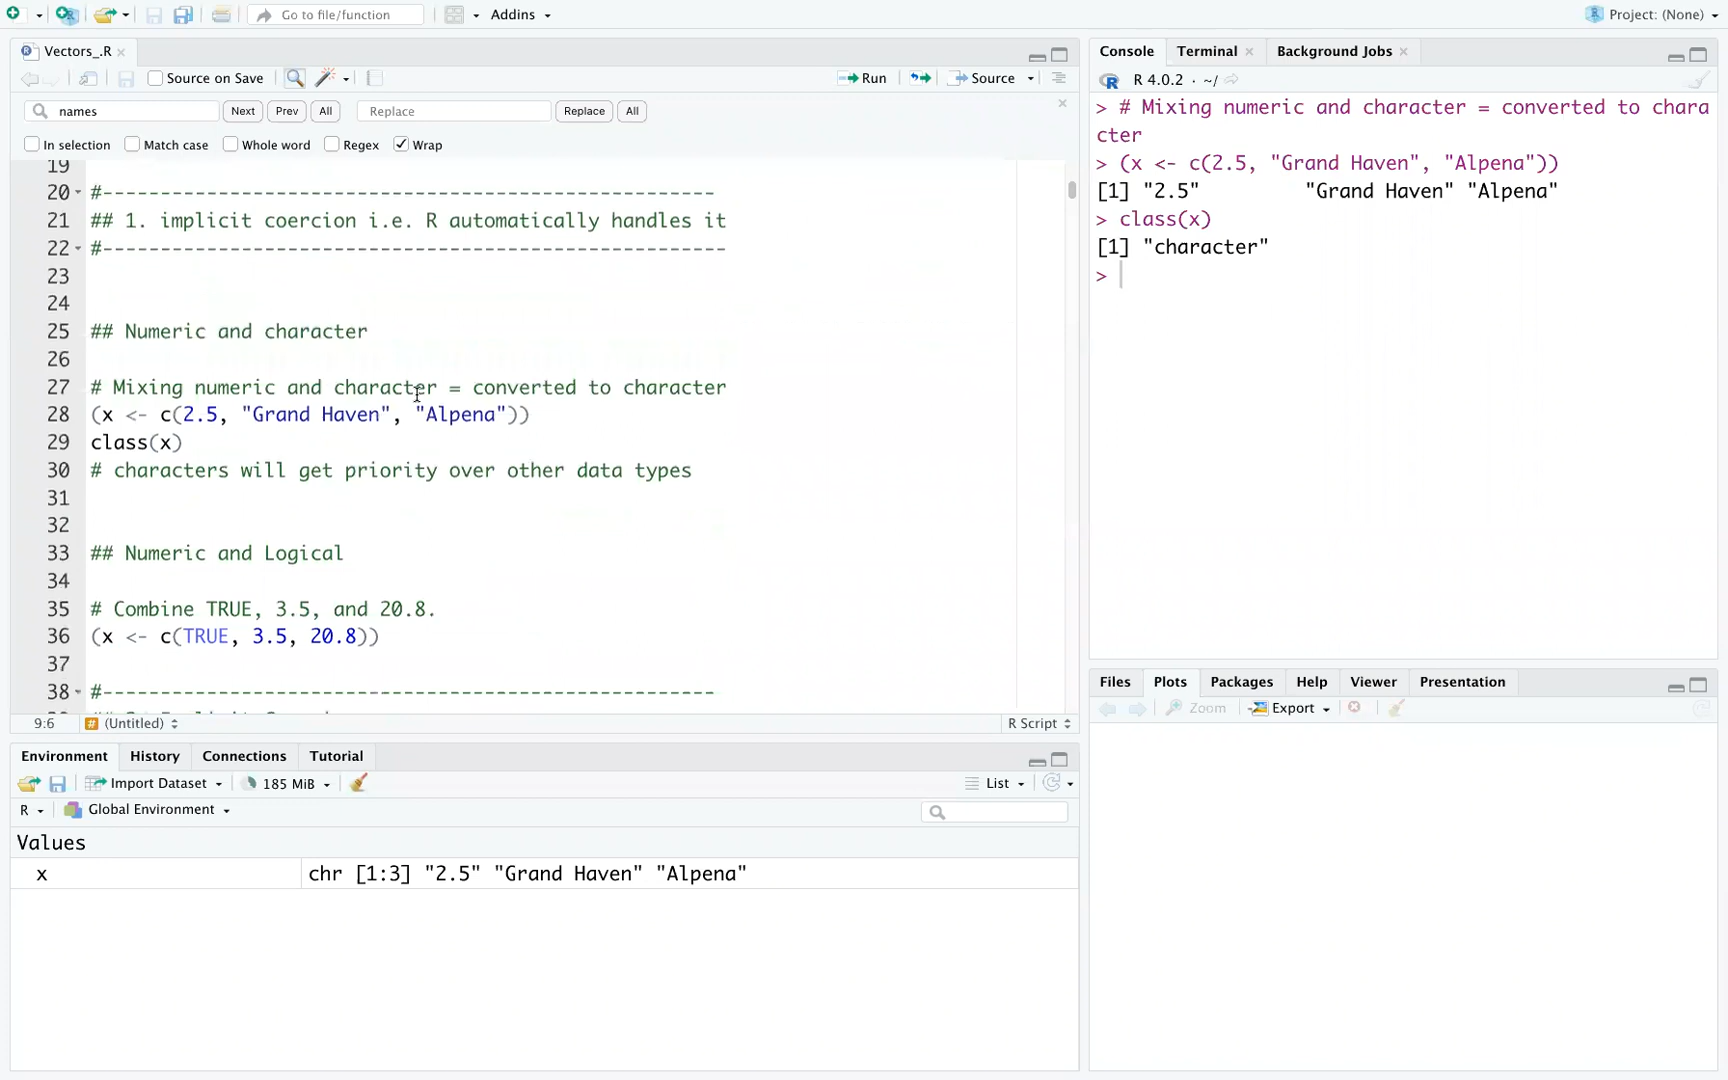 Go to file/function
Addins
Project: (None)
Vectors_.R
Source on Save
Run
Source
names
Next
Prev
All
Replace
Replace
All
In selection
Match case
Whole word
Regex
Wrap
19
20 #-----------------------------------------------------
21 ## 1. implicit coercion i.e. R automatically handles it
22 #------------------------------------------------------
23
24
25 ## Numeric and character
26
27 # Mixing numeric and character = converted to character
28 (x <- c(2.5, "Grand Haven", "Alpena"))
29 class(x)
30 # characters will get priority over other data types
31
32
33 ## Numeric and Logical
34
35 # Combine TRUE, 3.5, and 20.8.
36 (x <- c(TRUE, 3.5, 20.8))
37
38 #-----------------------------------------------------
9:6
(Untitled)
R Script
Console
Terminal
Background Jobs
R 4.0.2 · ~/
> # Mixing numeric and character = converted to chara
cter
> (x <- c(2.5, "Grand Haven", "Alpena"))
[1] "2.5"         "Grand Haven" "Alpena"
> class(x)
[1] "character"
>
Environment
History
Connections
Tutorial
Import Dataset
185 MiB
List
R
Global Environment
Values
x
chr [1:3] "2.5" "Grand Haven" "Alpena"
Files
Plots
Packages
Help
Viewer
Presentation
Zoom
Export